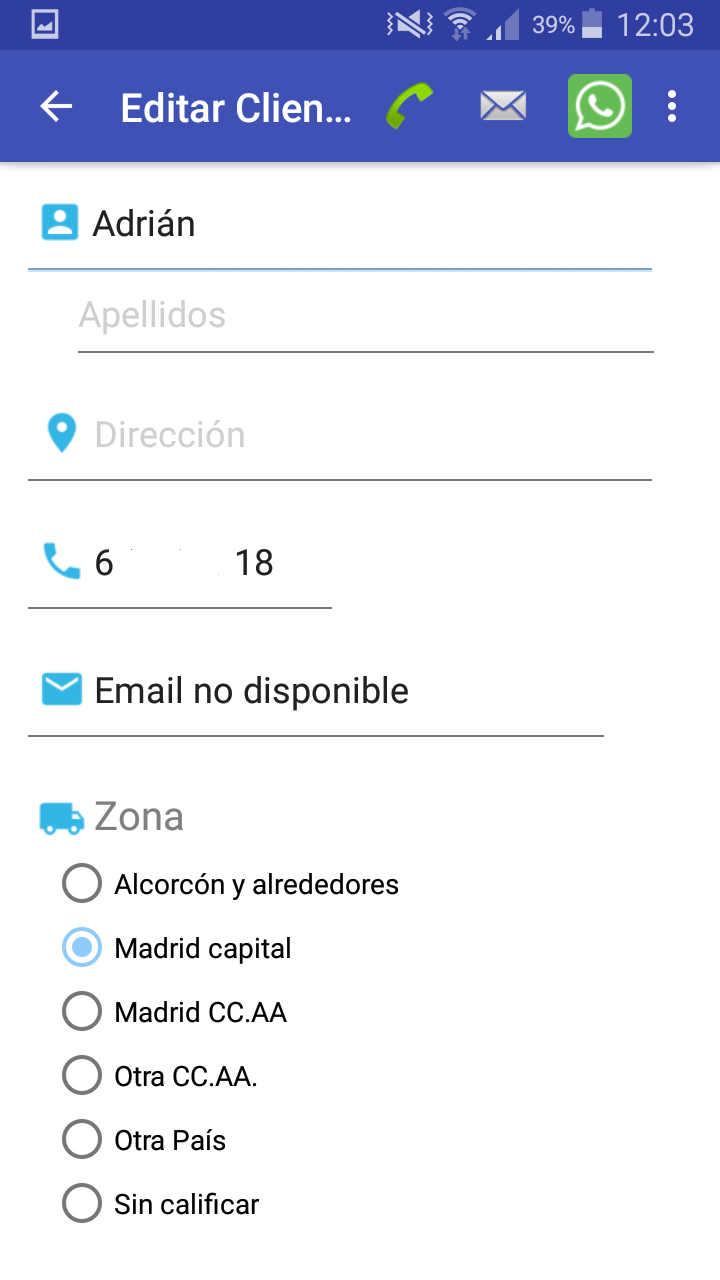 39% 12:03
Editar Clien...
Adrián
Apellidos
Dirección
6 18
Email no disponible
Zona
Alcorcón y alrededores
Madrid capital
Madrid CC.AA
Otra CC.AA.
Otra País
Sin calificar